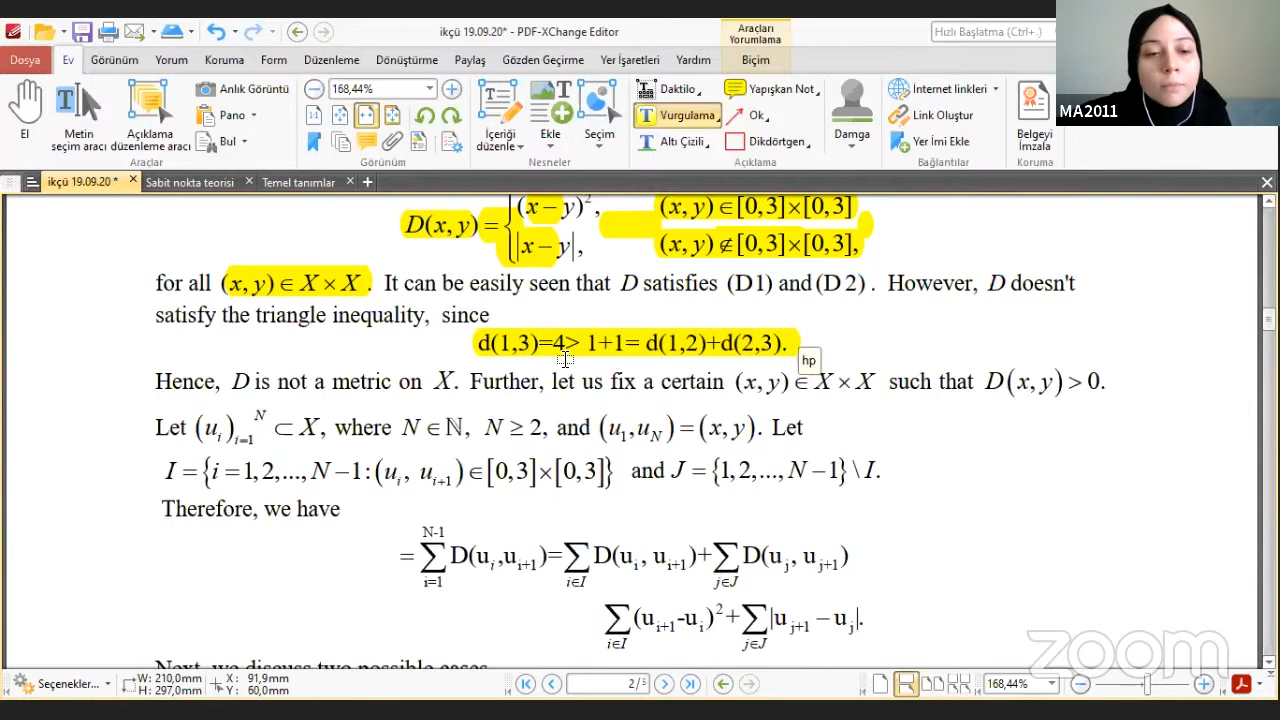 ikçü 19.09.20* - PDF-XChange Editor
Araçları Yorumlama
Hızlı Başlatma (Ctrl+.)
Dosya Ev Görünüm Yorum Koruma Form Düzenleme Dönüştürme Paylaş Gözden Geçirme Yer İşaretleri Yardım Biçim
El
Metin seçim aracı
Açıklama düzenleme aracı
Anlık Görüntü
Pano
Bul
Araçlar
168,44%
Görünüm
İçeriği düzenle
Ekle
Seçim
Nesneler
Daktilo
Vurgulama
Altı Çizili
Yapışkan Not
Ok
Dikdörtgen
Damga
Açıklama
İnternet linkleri
Link Oluştur
Yer İmi Ekle
Bağlantılar
Belgeyi İmzala
Koruma
MA2011
ikçü 19.09.20 * Sabit nokta teorisi Temel tanımlar
(x−y)², (x,y)∈[0,3]×[0,3]
D(x,y)=
|x−y|, (x,y)∉[0,3]×[0,3],
for all (x,y)∈X×X. It can be easily seen that D satisfies (D1) and (D2). However, D doesn't
satisfy the triangle inequality, since
d(1,3)=4> 1+1= d(1,2)+d(2,3).
hp
Hence, D is not a metric on X. Further, let us fix a certain (x,y)∈X×X such that D(x,y)>0.
Let (u_i)_{i=1}^N ⊂ X, where N∈ℕ, N≥2, and (u_1,u_N)=(x,y). Let
I={i=1,2,...,N−1:(u_i, u_{i+1})∈[0,3]×[0,3]} and J={1,2,...,N−1}\I.
Therefore, we have
=∑_{i=1}^{N-1} D(u_i,u_{i+1})=∑_{i∈I} D(u_i, u_{i+1})+∑_{j∈J} D(u_j, u_{j+1})
∑_{i∈I} (u_{i+1}-u_i)²+∑_{j∈J} |u_{j+1}−u_j|.
Next, we discuss two possible cases
zoom
Seçenekler...
W: 210,0mm
H: 297,0mm
X: 91,9mm
Y: 60,0mm
2/5
168,44%